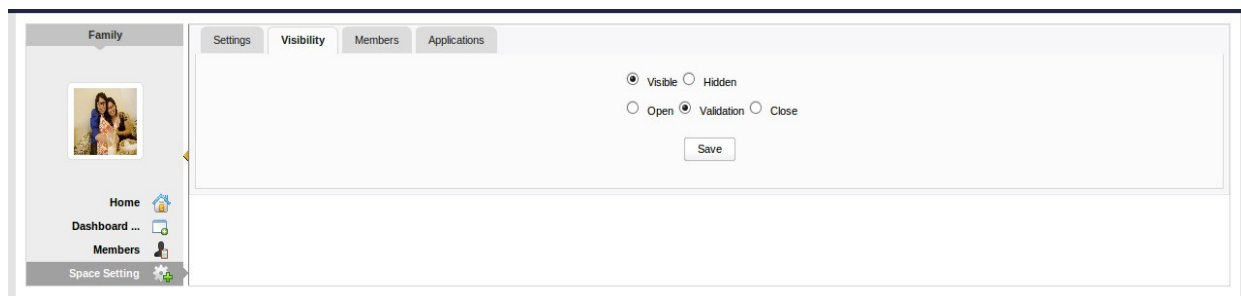 Family
Settings Visibility Members Applications
Visible Hidden
Open Validation Close
Save
Home
Dashboard ...
Members
Space Setting